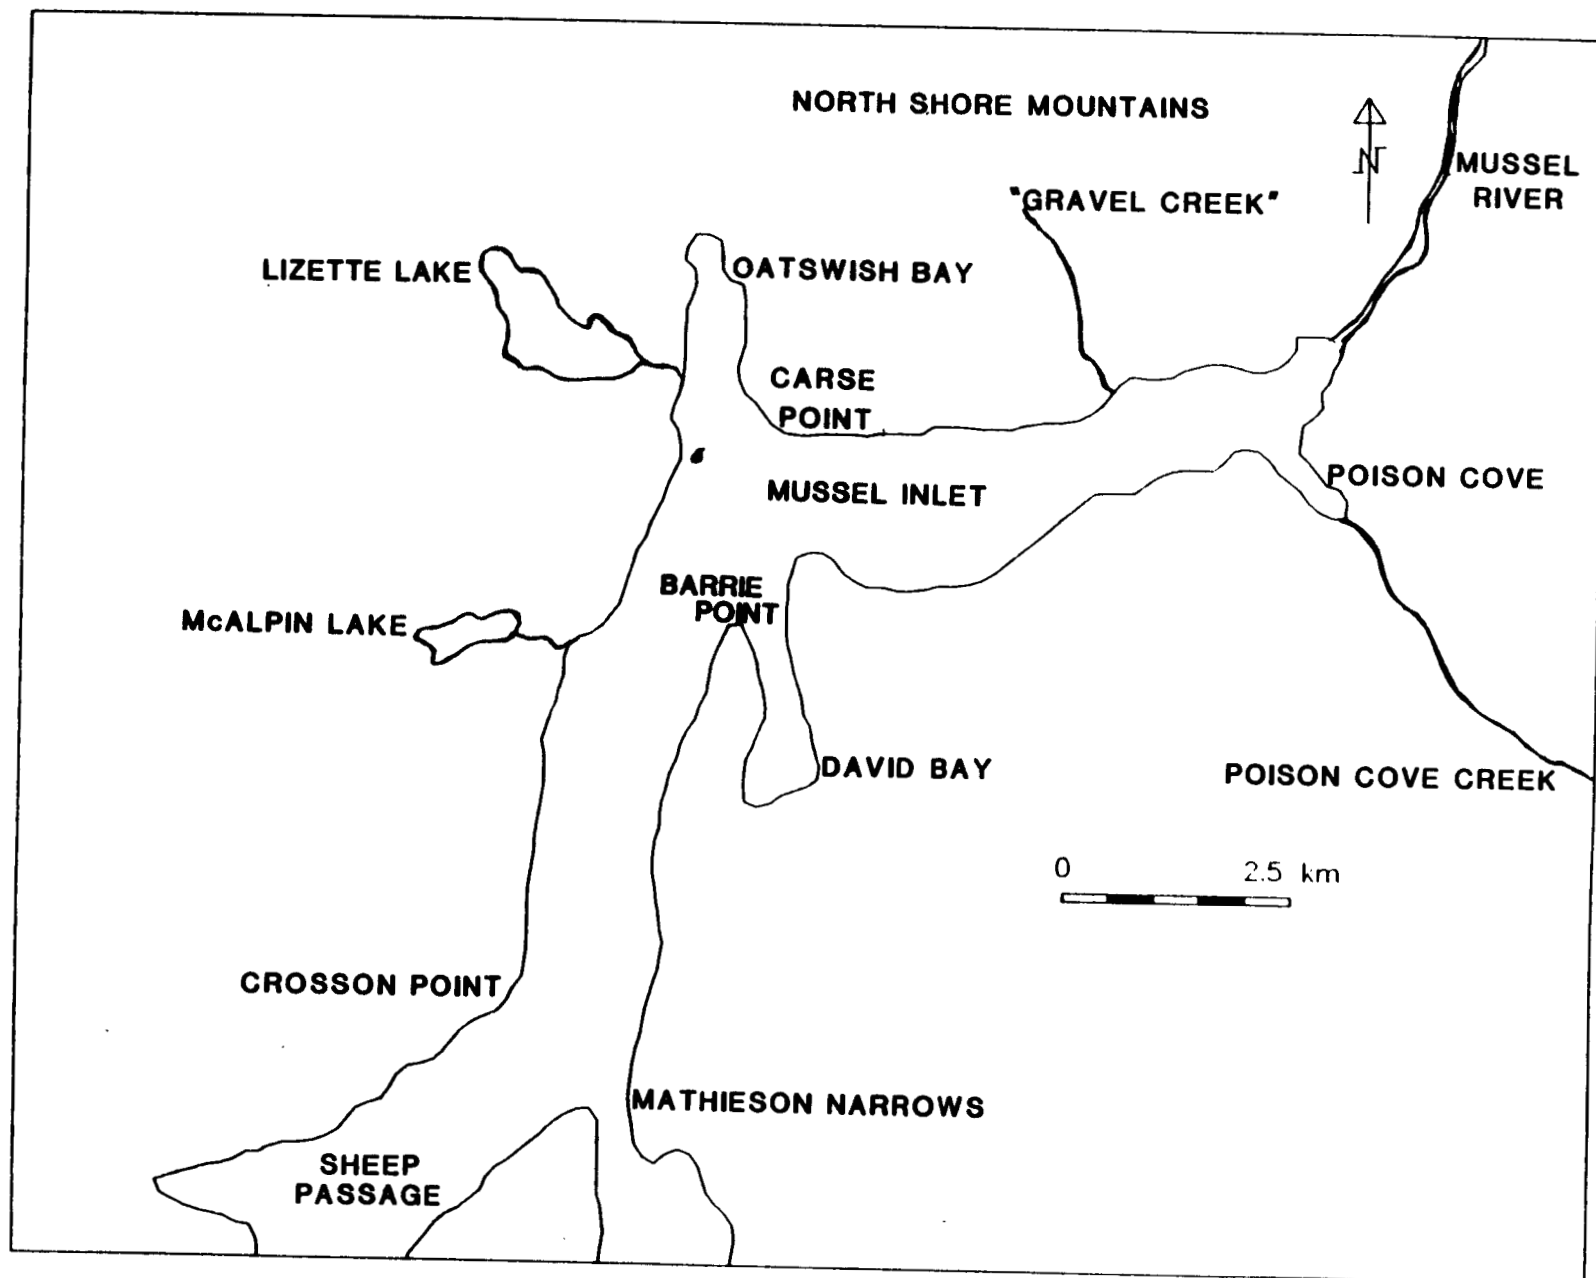 NORTH SHORE MOUNTAINS
N
MUSSEL
RIVER
"GRAVEL CREEK"
LIZETTE LAKE
OATSWISH BAY
CARSE
POINT
POISON COVE
MUSSEL INLET
BARRIE
POINT
McALPIN LAKE
DAVID BAY
POISON COVE CREEK
0 2.5 km
CROSSON POINT
MATHIESON NARROWS
SHEEP
PASSAGE